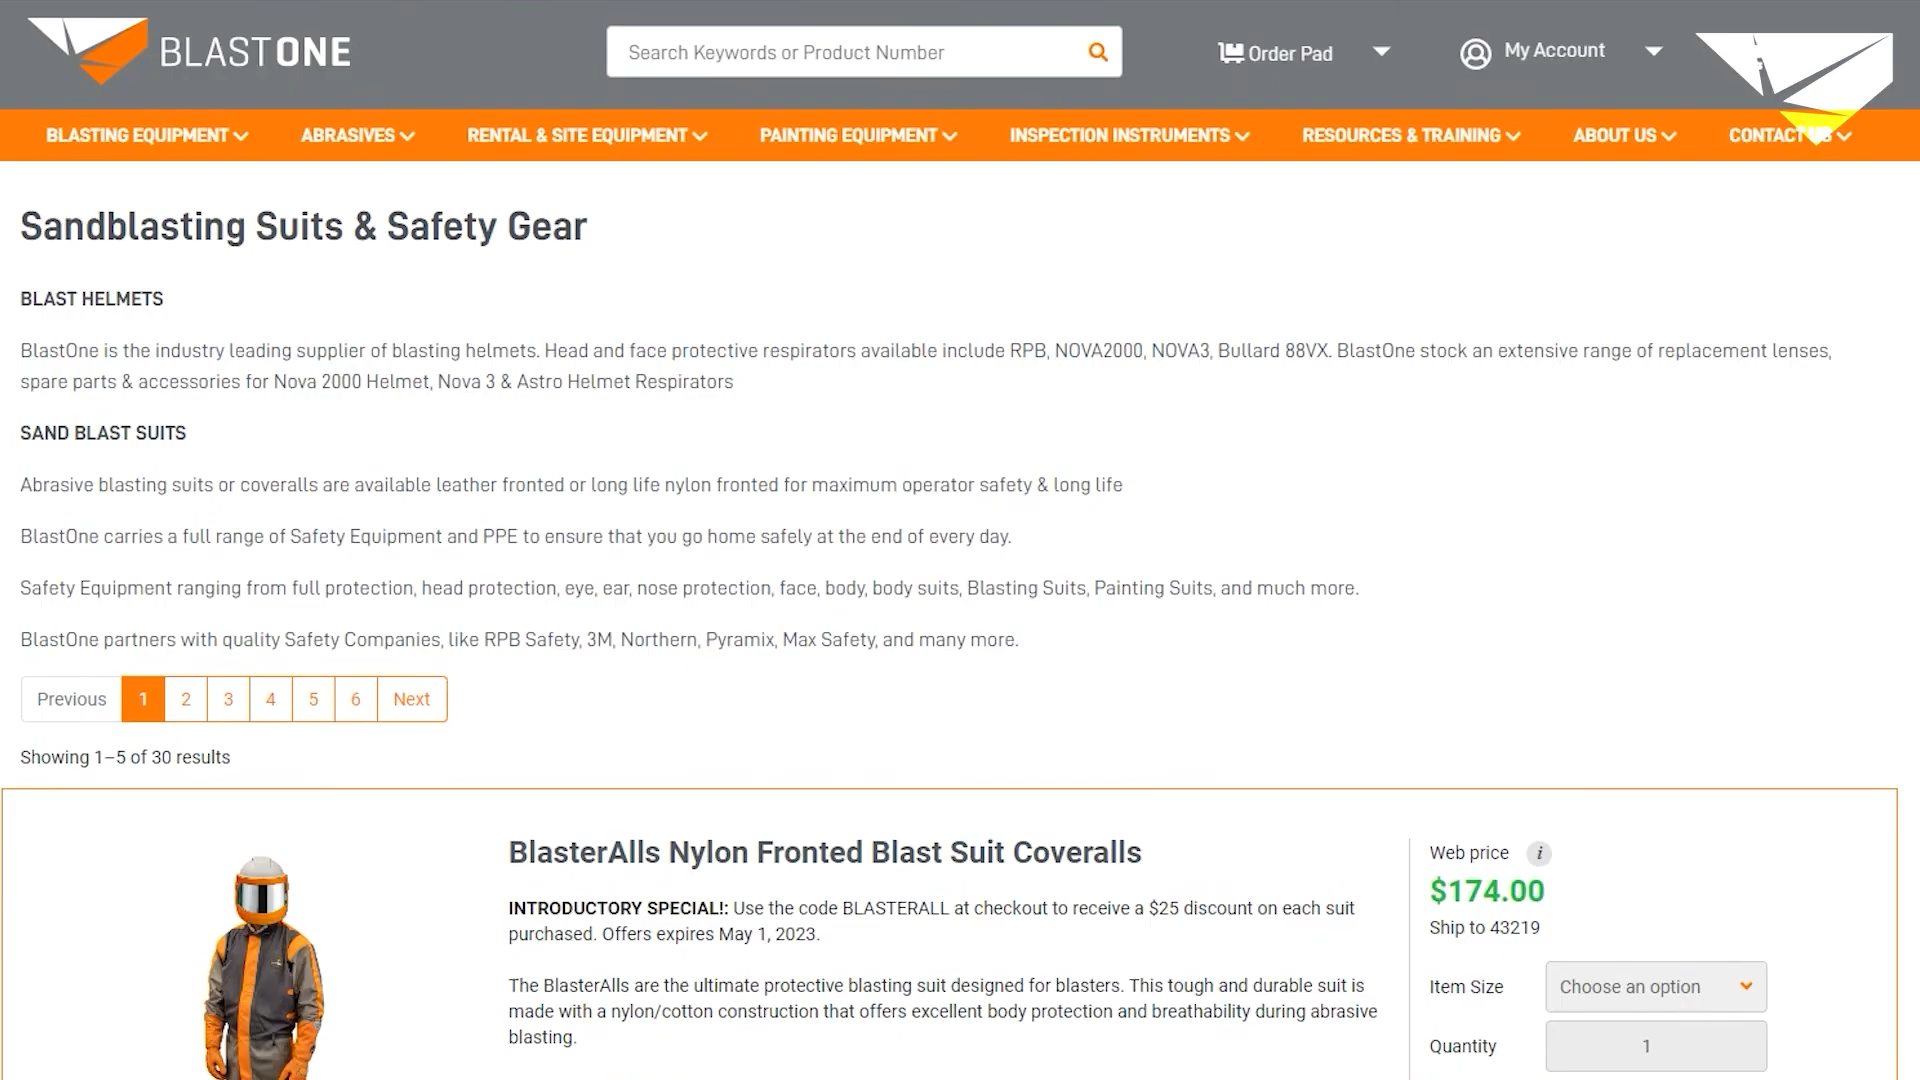 BLASTONE
Search Keywords or Product Number
Order Pad
My Account
BLASTING EQUIPMENT
ABRASIVES
RENTAL & SITE EQUIPMENT
PAINTING EQUIPMENT
INSPECTION INSTRUMENTS
RESOURCES & TRAINING
ABOUT US
CONTACT US
Sandblasting Suits & Safety Gear
BLAST HELMETS
BlastOne is the industry leading supplier of blasting helmets. Head and face protective respirators available include RPB, NOVA2000, NOVA3, Bullard 88VX. BlastOne stock an extensive range of replacement lenses,
spare parts & accessories for Nova 2000 Helmet, Nova 3 & Astro Helmet Respirators
SAND BLAST SUITS
Abrasive blasting suits or coveralls are available leather fronted or long life nylon fronted for maximum operator safety & long life
BlastOne carries a full range of Safety Equipment and PPE to ensure that you go home safely at the end of every day.
Safety Equipment ranging from full protection, head protection, eye, ear, nose protection, face, body, body suits, Blasting Suits, Painting Suits, and much more.
BlastOne partners with quality Safety Companies, like RPB Safety, 3M, Northern, Pyramix, Max Safety, and many more.
Previous 1 2 3 4 5 6 Next
Showing 1–5 of 30 results
BlasterAlls Nylon Fronted Blast Suit Coveralls
INTRODUCTORY SPECIAL!: Use the code BLASTERALL at checkout to receive a $25 discount on each suit
purchased. Offers expires May 1, 2023.
The BlasterAlls are the ultimate protective blasting suit designed for blasters. This tough and durable suit is
made with a nylon/cotton construction that offers excellent body protection and breathability during abrasive
blasting.
Web price i
$174.00
Ship to 43219
Item Size Choose an option
Quantity 1